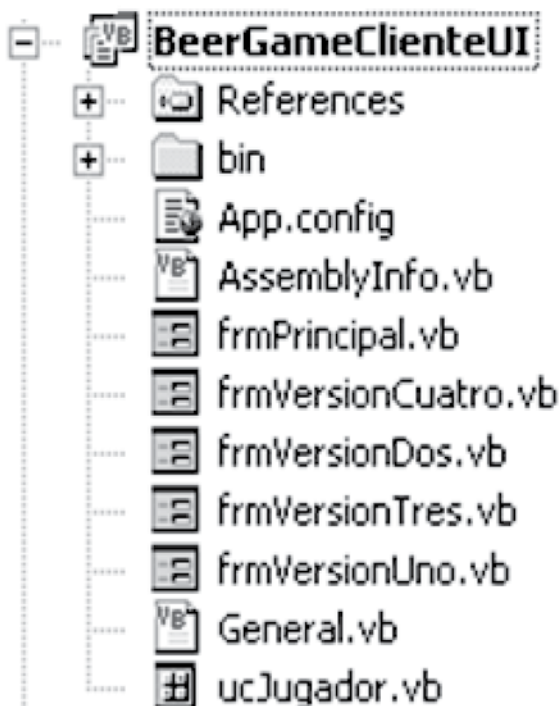 BeerGameClienteUI
References
bin
App.config
AssemblyInfo.vb
frmPrincipal.vb
frmVersionCuatro.vb
frmVersionDos.vb
frmVersionTres.vb
frmVersionUno.vb
General.vb
ucJugador.vb